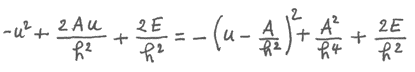 -u² + 2Au/h² + 2E/h² = -(u - A/h²)² + A²/h⁴ + 2E/h²